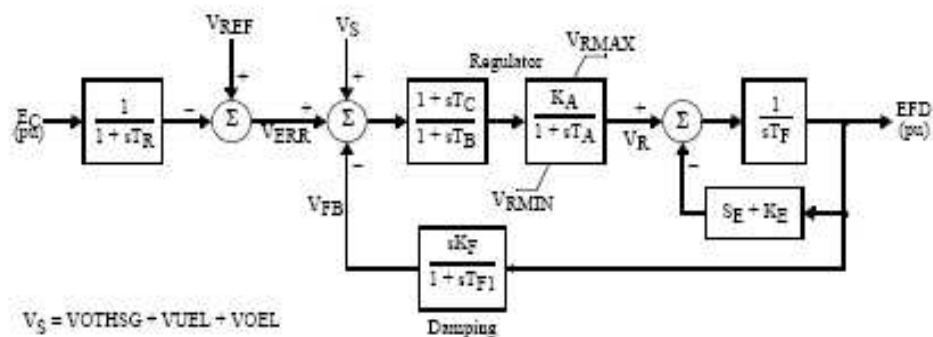 VREF
VS
VRMAX
Regulator
EC
(pu)
1
1 + sTR
+
−
Σ
VERR
+
+
−
Σ
1 + sTC
1 + sTB
KA
1 + sTA
VR
+
−
Σ
1
sTF
EFD
(pu)
VRMIN
SE + KE
VFB
sKF
1 + sTF1
Damping
VS = VOTHSG + VUEL + VOEL